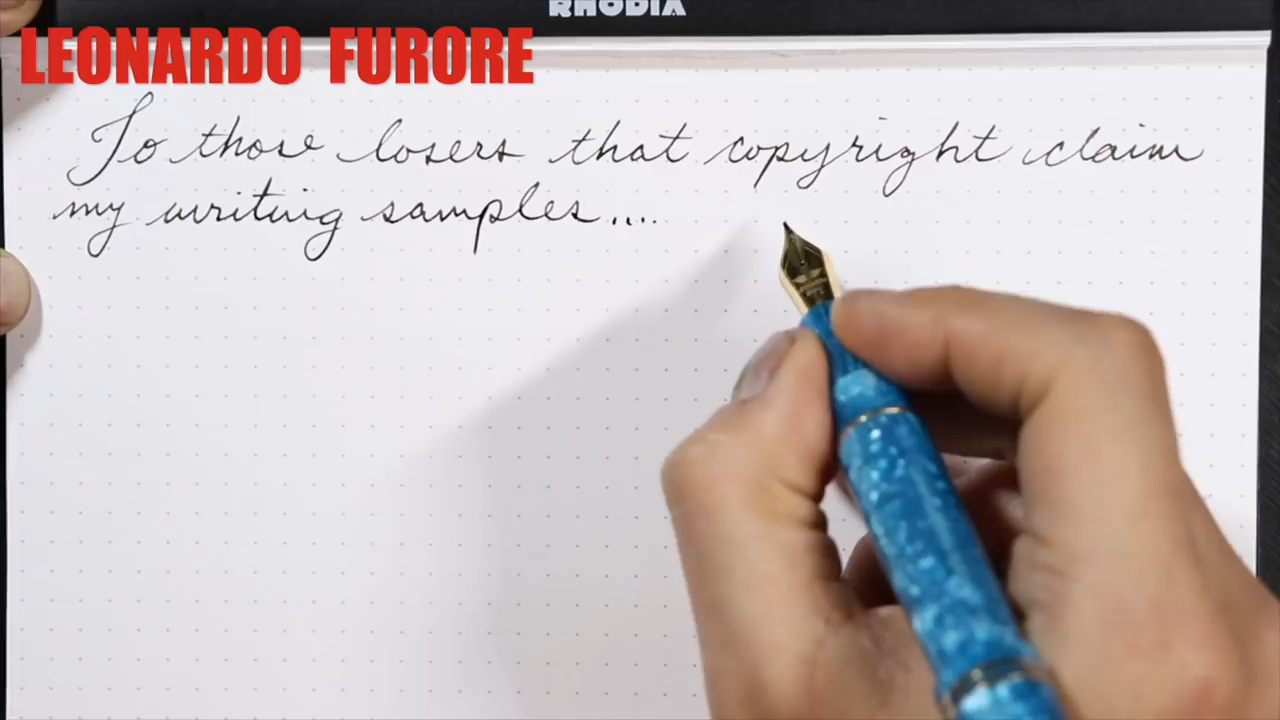 RHODIA
LEONARDO FURORE
To those losers that copyright claim
my writing samples....